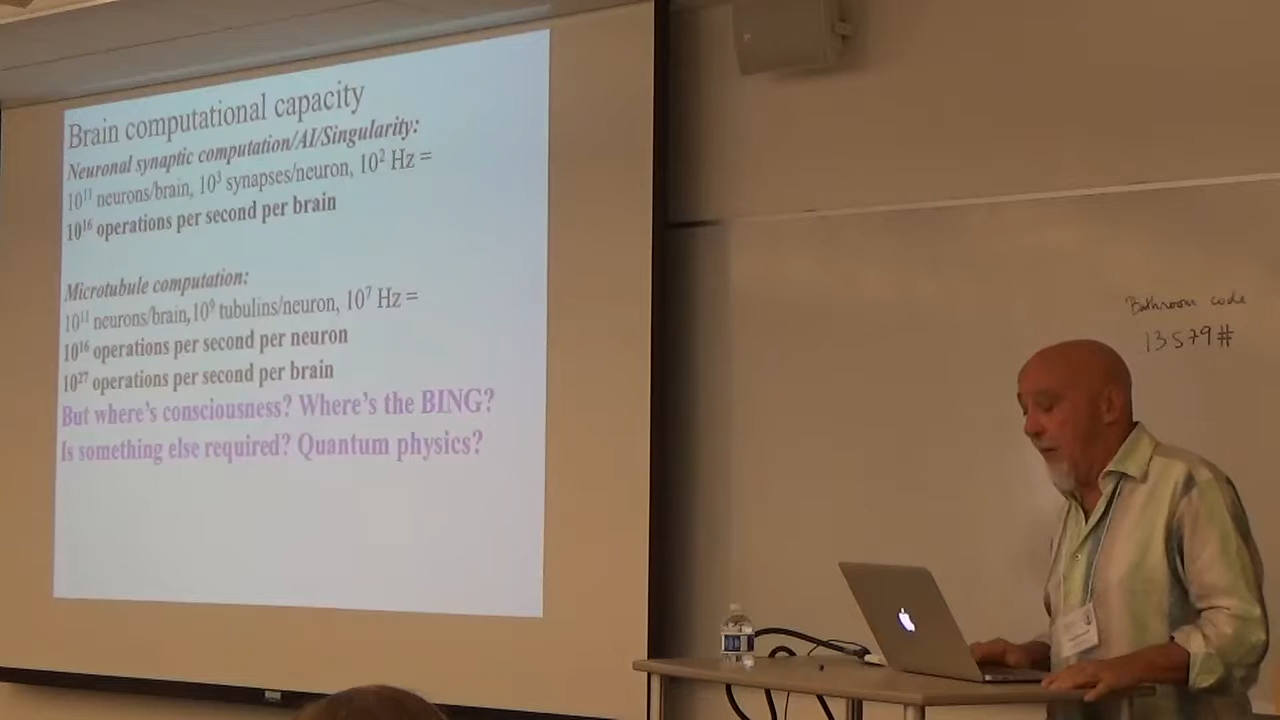 Brain computational capacity
Neuronal synaptic computation/AI/Singularity:
10¹¹ neurons/brain, 10³ synapses/neuron, 10² Hz =
10¹⁶ operations per second per brain
Microtubule computation:
10¹¹ neurons/brain, 10⁹ tubulins/neuron, 10⁷ Hz =
10¹⁶ operations per second per neuron
10²⁷ operations per second per brain
But where's consciousness? Where's the BING?
Is something else required? Quantum physics?
Bathroom code
13579#